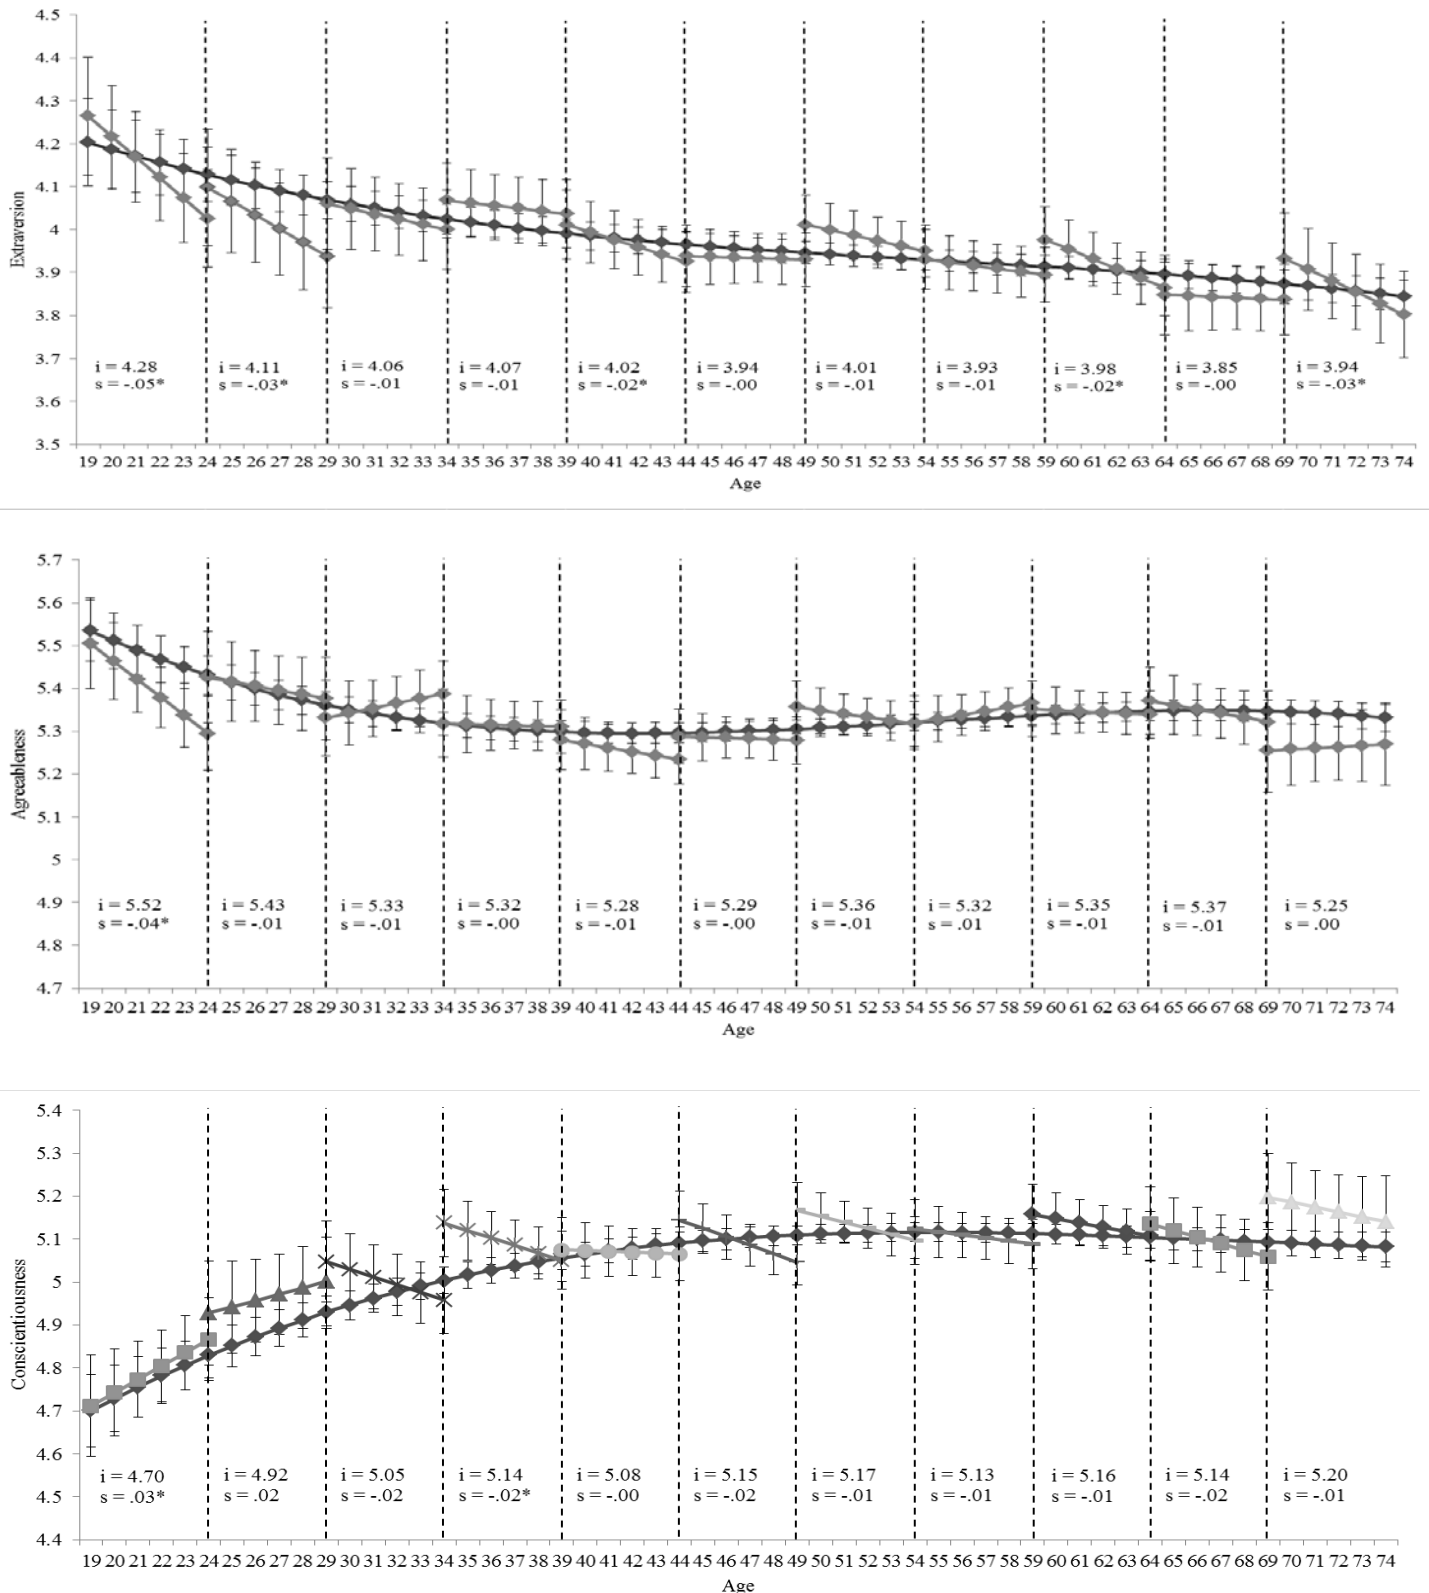 4.5
4.4
4.3
4.2
4.1
4
3.9
3.8
3.7
3.6
3.5
Extraversion
i = 4.28 i = 4.11 i = 4.06 i = 4.07 i = 4.02 i = 3.94 i = 4.01 i = 3.93 i = 3.98 i = 3.85 i = 3.94
s = -.05* s = -.03* s = -.01 s = -.01 s = -.02* s = -.00 s = -.01 s = -.01 s = -.02* s = -.00 s = -.03*
19 20 21 22 23 24 25 26 27 28 29 30 31 32 33 34 35 36 37 38 39 40 41 42 43 44 45 46 47 48 49 50 51 52 53 54 55 56 57 58 59 60 61 62 63 64 65 66 67 68 69 70 71 72 73 74
Age
5.7
5.6
5.5
5.4
5.3
5.2
5.1
5
4.9
4.8
4.7
Agreeableness
i = 5.52 i = 5.43 i = 5.33 i = 5.32 i = 5.28 i = 5.29 i = 5.36 i = 5.32 i = 5.35 i = 5.37 i = 5.25
s = -.04* s = -.01 s = -.01 s = -.00 s = -.01 s = -.00 s = -.01 s = .01 s = -.01 s = -.01 s = .00
19 20 21 22 23 24 25 26 27 28 29 30 31 32 33 34 35 36 37 38 39 40 41 42 43 44 45 46 47 48 49 50 51 52 53 54 55 56 57 58 59 60 61 62 63 64 65 66 67 68 69 70 71 72 73 74
Age
5.4
5.3
5.2
5.1
5
4.9
4.8
4.7
4.6
4.5
4.4
Conscientiousness
i = 4.70 i = 4.92 i = 5.05 i = 5.14 i = 5.08 i = 5.15 i = 5.17 i = 5.13 i = 5.16 i = 5.14 i = 5.20
s = .03* s = .02 s = -.02 s = -.02* s = -.00 s = -.02 s = -.01 s = -.01 s = -.01 s = -.02 s = -.01
19 20 21 22 23 24 25 26 27 28 29 30 31 32 33 34 35 36 37 38 39 40 41 42 43 44 45 46 47 48 49 50 51 52 53 54 55 56 57 58 59 60 61 62 63 64 65 66 67 68 69 70 71 72 73 74
Age